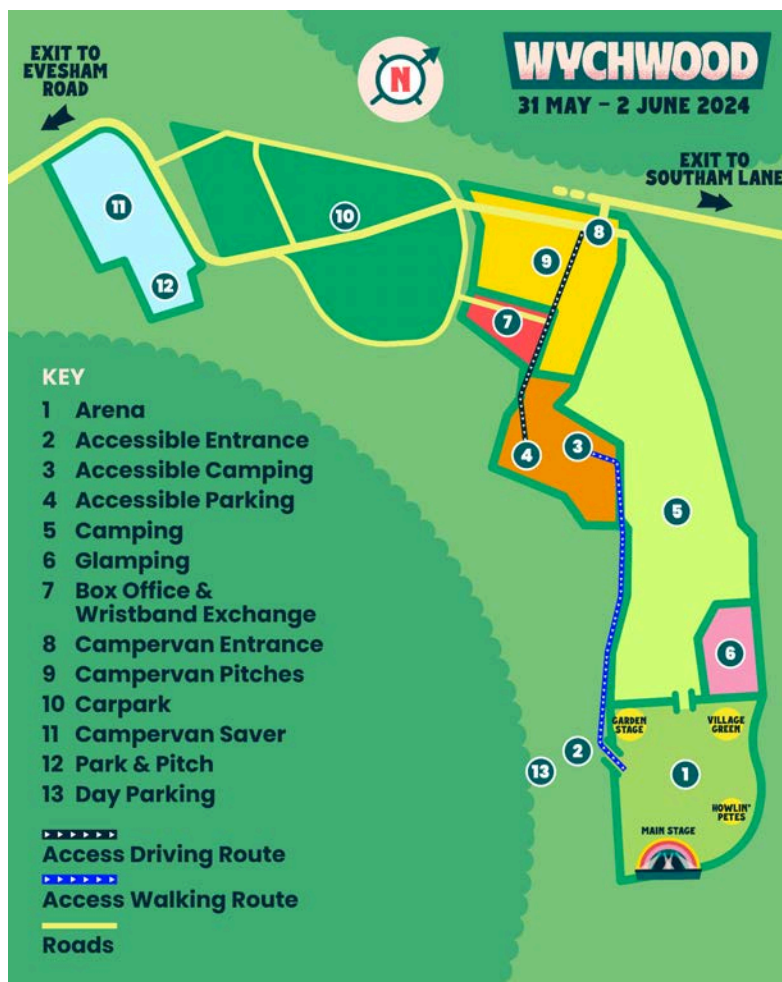 EXIT TO
EVESHAM
ROAD
N
WYCHWOOD
31 MAY – 2 JUNE 2024
EXIT TO
SOUTHAM LANE
11
12
10
8
9
7
4
3
5
6
GARDEN
STAGE
VILLAGE
GREEN
2
13
1
HOWLIN'
PETES
MAIN STAGE
KEY
1 Arena
2 Accessible Entrance
3 Accessible Camping
4 Accessible Parking
5 Camping
6 Glamping
7 Box Office &
Wristband Exchange
8 Campervan Entrance
9 Campervan Pitches
10 Carpark
11 Campervan Saver
12 Park & Pitch
13 Day Parking
Access Driving Route
Access Walking Route
Roads